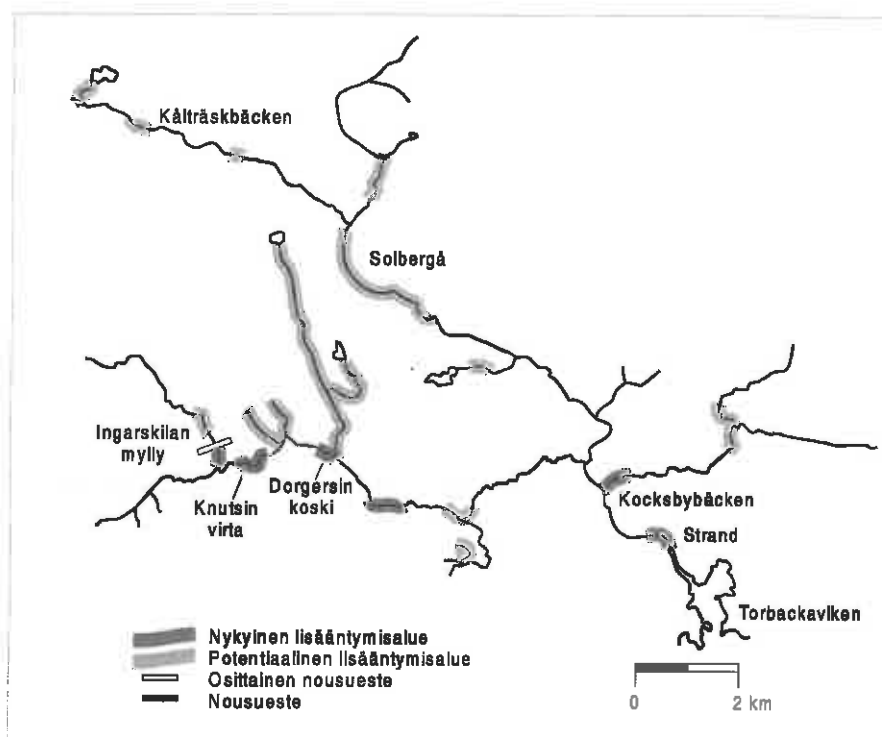 Kålträskbäcken
Solbergå
Ingarskilan
mylly
Knutsin
virta
Dorgersin
koski
Kocksbybäcken
Strand
Torbackaviken
Nykyinen lisääntymisalue
Potentiaalinen lisääntymisalue
Osittainen nousueste
Nousueste
0 2 km